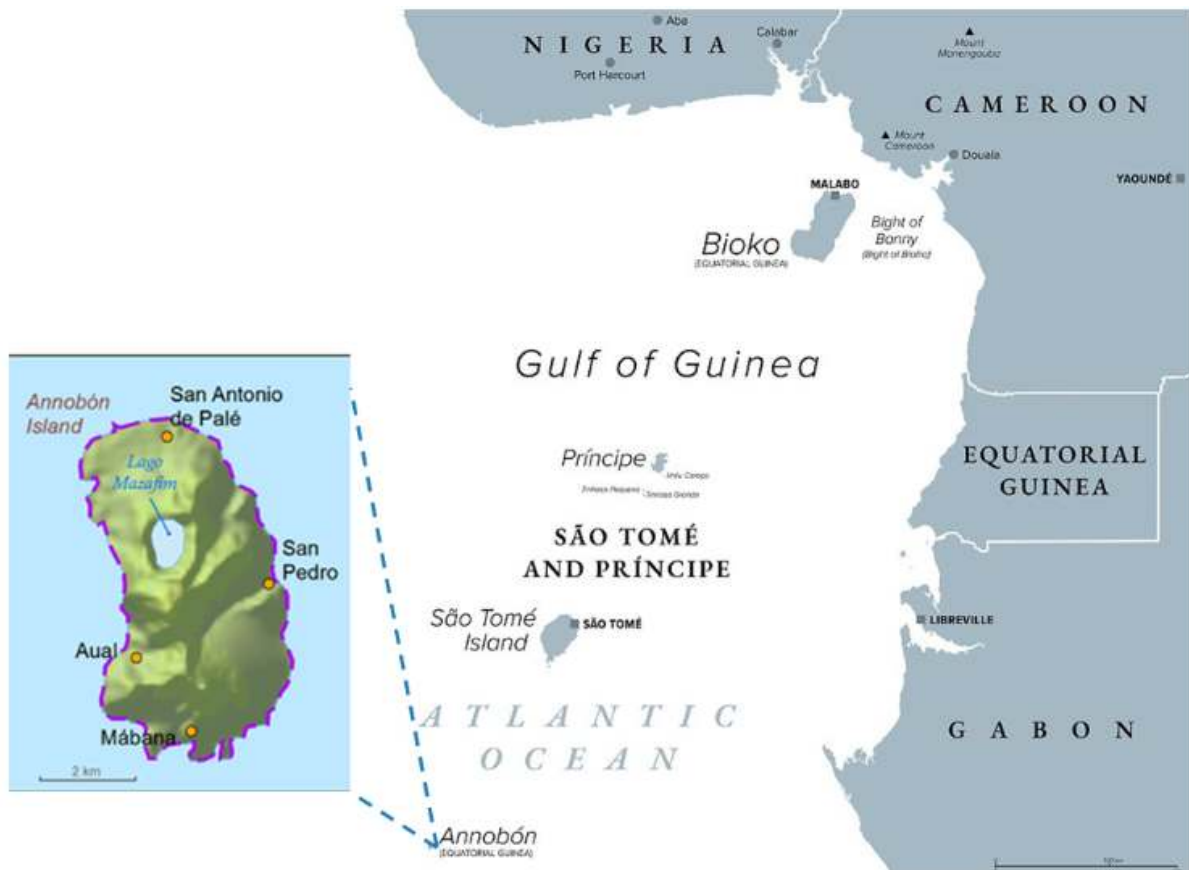 Aba
Calabar
NIGERIA
Port Harcourt
Mount
CAMEROON
Mount
Cameroon
Douala
MALABO
YAOUNDÉ
Bioko
(EQUATORIAL GUINEA)
Bight of
Bonny
(Bight of Biafra)
Gulf of Guinea
Annobón
Island
San Antonio
de Palé
Lago
Mazafim
San
Pedro
Aual
Mábana
2 km
Príncipe
EQUATORIAL
GUINEA
SÃO TOMÉ
AND PRÍNCIPE
São Tomé
Island
SÃO TOMÉ
LIBREVILLE
ATLANTIC
OCEAN
GABON
Annobón
(EQUATORIAL GUINEA)